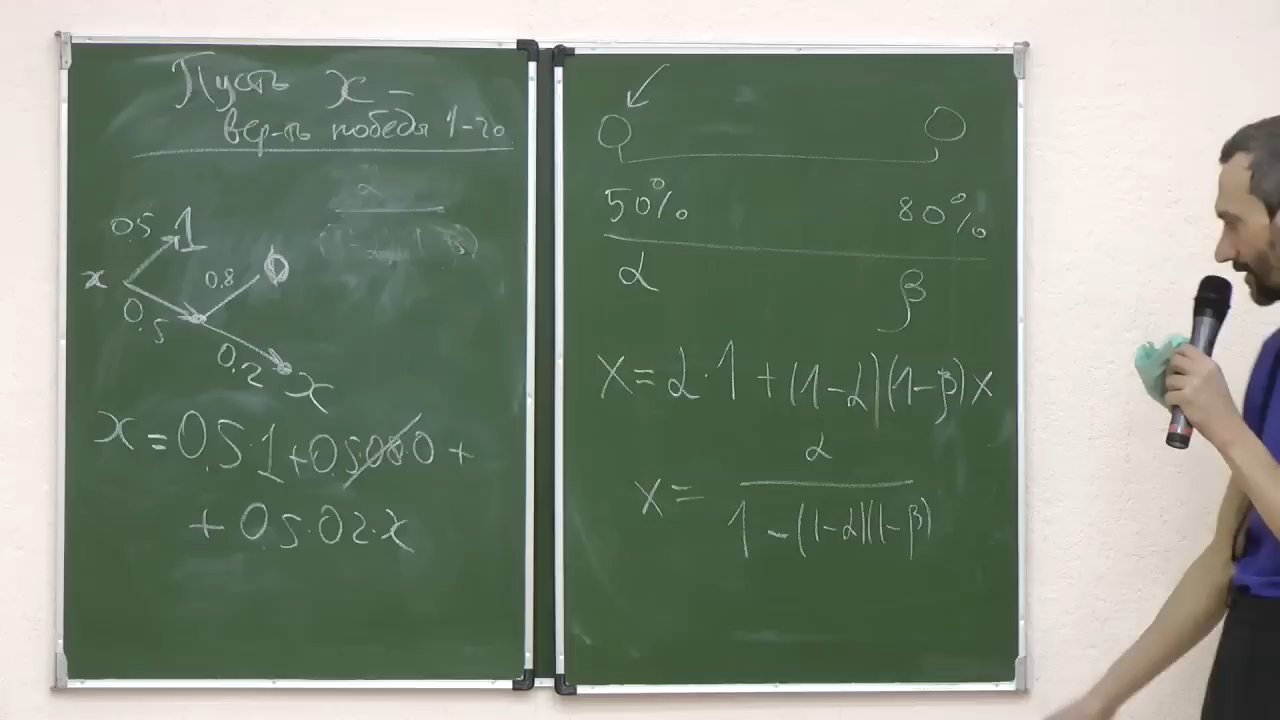 Пусть x –
вер-ть победы 1-го
0.5 1
x 0.8 0
0.5
0.2 x
x = 0.5·1 + 0.5·0.8·0 +
+ 0.5·0.2·x
50% 80%
α β
x = α·1 + (1-α)(1-β)x
x = α
1-(1-α)(1-β)